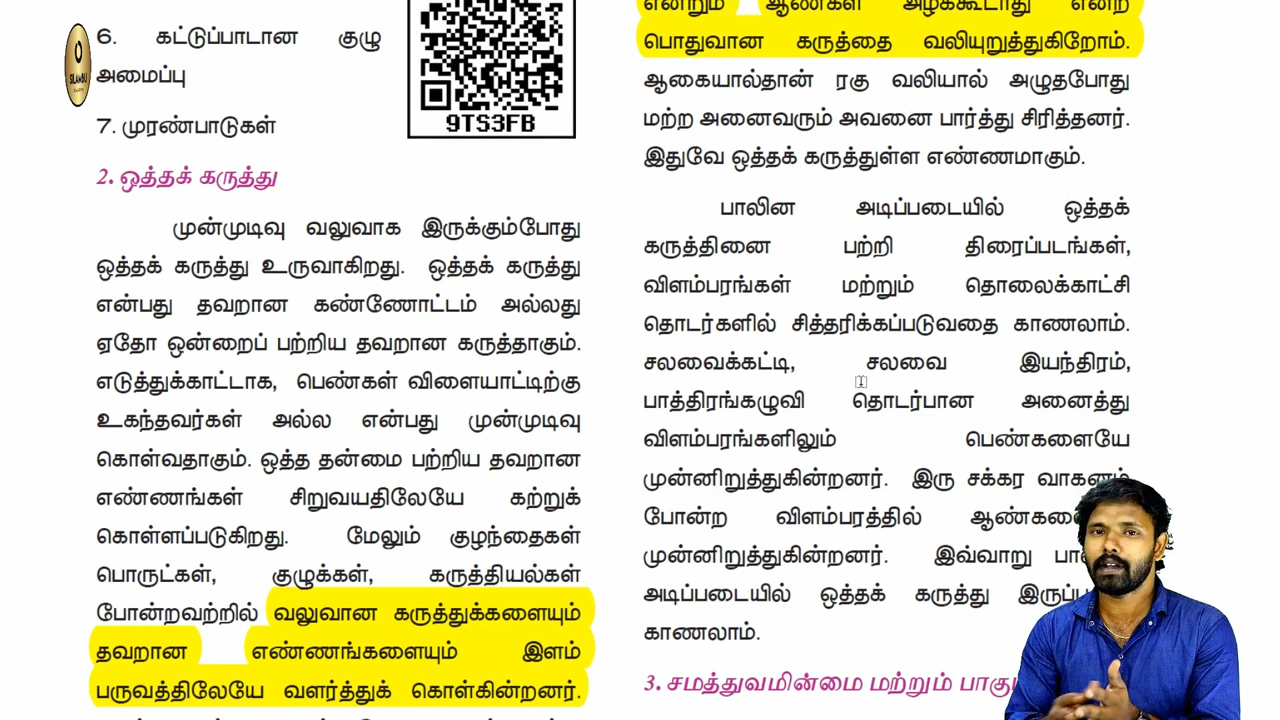 SILAMBU
6. கட்டுப்பாடான குழு
அமைப்பு
7. முரண்பாடுகள்
9TS3FB
2. ஒத்தக் கருத்து
முன்முடிவு வலுவாக இருக்கும்போது
ஒத்தக் கருத்து உருவாகிறது. ஒத்தக் கருத்து
என்பது தவறான கண்ணோட்டம் அல்லது
ஏதோ ஒன்றைப் பற்றிய தவறான கருத்தாகும்.
எடுத்துக்காட்டாக, பெண்கள் விளையாட்டிற்கு
உகந்தவர்கள் அல்ல என்பது முன்முடிவு
கொள்வதாகும். ஒத்த தன்மை பற்றிய தவறான
எண்ணங்கள் சிறுவயதிலேயே கற்றுக்
கொள்ளப்படுகிறது. மேலும் குழந்தைகள்
பொருட்கள், குழுக்கள், கருத்தியல்கள்
போன்றவற்றில் வலுவான கருத்துக்களையும்
தவறான எண்ணங்களையும் இளம்
பருவத்திலேயே வளர்த்துக் கொள்கின்றனர்.
என்றும் ஆண்கள் அழக்கூடாது என்ற
பொதுவான கருத்தை வலியுறுத்துகிறோம்.
ஆகையால்தான் ரகு வலியால் அழுதபோது
மற்ற அனைவரும் அவனை பார்த்து சிரித்தனர்.
இதுவே ஒத்தக் கருத்துள்ள எண்ணமாகும்.
பாலின அடிப்படையில் ஒத்தக்
கருத்தினை பற்றி திரைப்படங்கள்,
விளம்பரங்கள் மற்றும் தொலைக்காட்சி
தொடர்களில் சித்தரிக்கப்படுவதை காணலாம்.
சலவைக்கட்டி, சலவை இயந்திரம்,
பாத்திரங்கழுவி தொடர்பான அனைத்து
விளம்பரங்களிலும் பெண்களையே
முன்னிறுத்துகின்றனர். இரு சக்கர வாகனம்
போன்ற விளம்பரத்தில்
முன்னிறுத்துகின்றனர். இவ்வாறு
அடிப்படையில் ஒத்தக் கருத்து
காணலாம்.
3. சமத்துவமின்மை மற்றும்